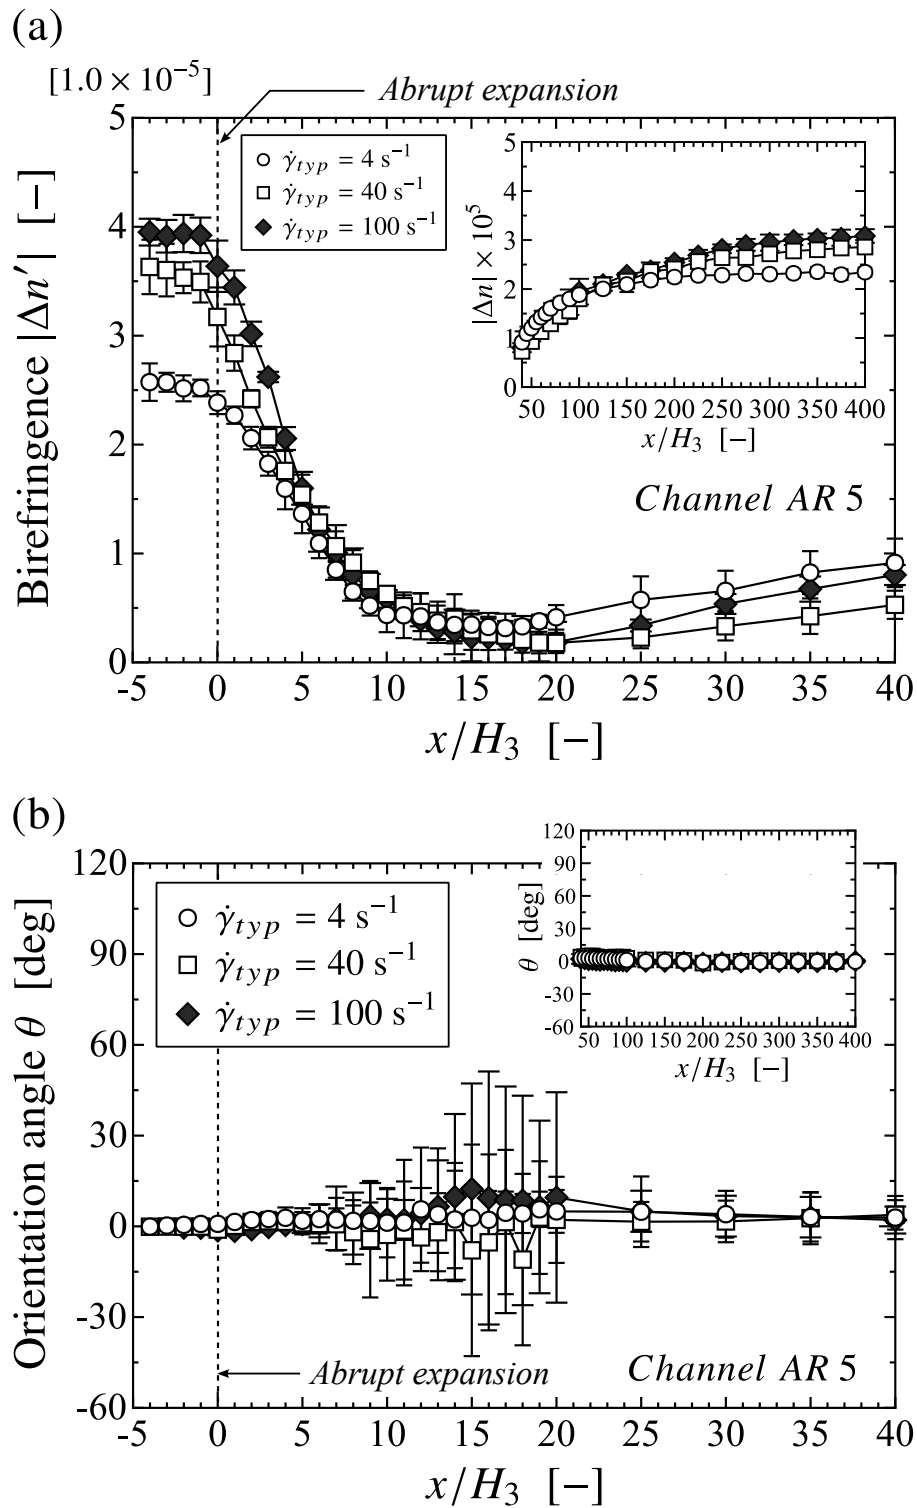 (a)
[1.0 × 10⁻⁵]
Abrupt expansion
γ̇typ = 4 s⁻¹
γ̇typ = 40 s⁻¹
γ̇typ = 100 s⁻¹
Birefringence |Δn′| [−]
5
4
3
2
1
0
|Δn| × 10⁵
5
4
3
2
1
0
50 100 150 200 250 300 350 400
x/H₃ [−]
Channel AR 5
-5 0 5 10 15 20 25 30 35 40
x/H₃ [−]
(b)
Orientation angle θ [deg]
120
90
60
30
0
-30
-60
γ̇typ = 4 s⁻¹
γ̇typ = 40 s⁻¹
γ̇typ = 100 s⁻¹
θ [deg]
120
90
60
30
0
-30
-60
50 100 150 200 250 300 350 400
x/H₃ [−]
Abrupt expansion
Channel AR 5
-5 0 5 10 15 20 25 30 35 40
x/H₃ [−]